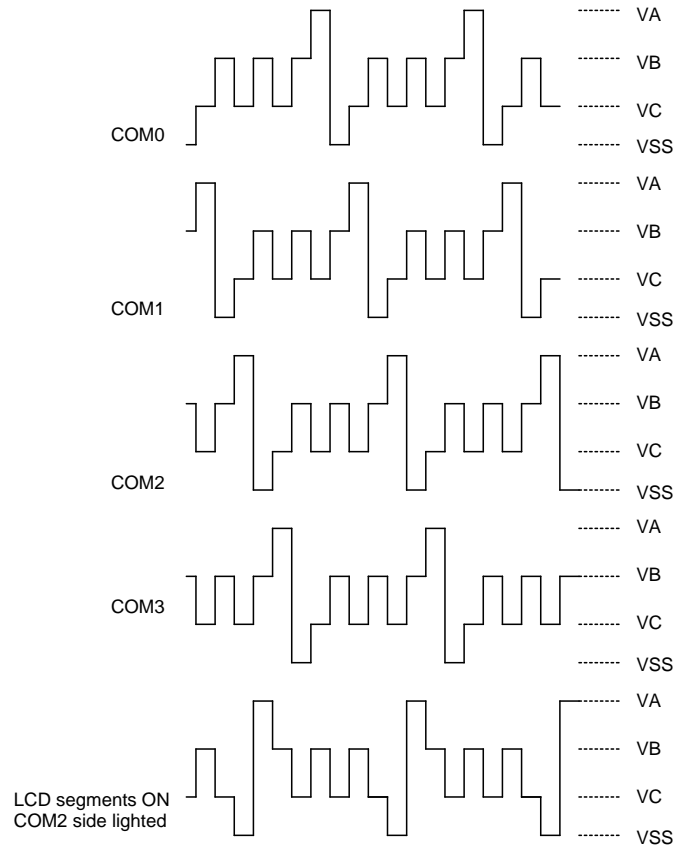 VA
VB
VC
COM0
VSS
VA
VB
VC
COM1
VSS
VA
VB
VC
COM2
VSS
VA
VB
COM3
VC
VSS
VA
VB
LCD segments ON
VC
COM2 side lighted
VSS